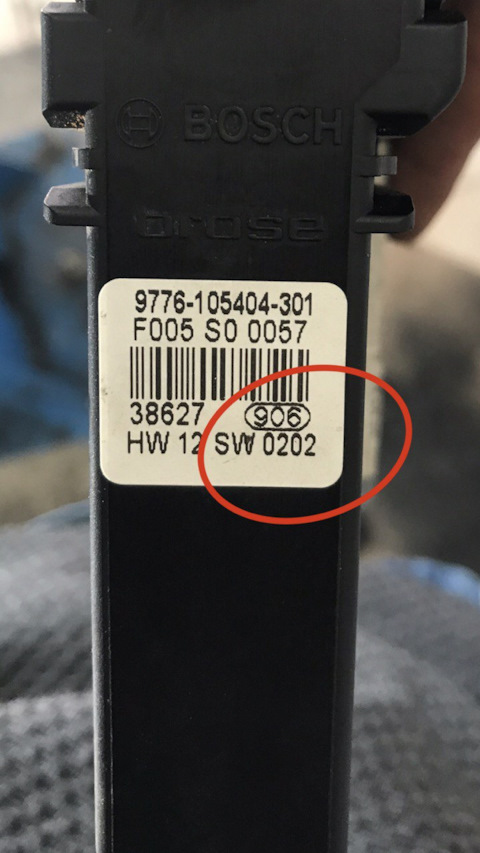 BOSCH
brose
9776-105404-301
F005 S0 0057
38627 906
HW 12 SW 0202